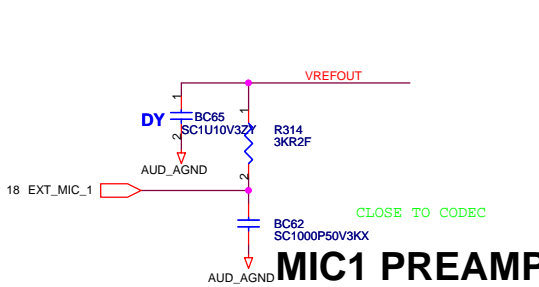 VREFOUT
1
1
DY
BC65
SC1U10V3ZY
R314
3KR2F
2
AUD_AGND
2
18 EXT_MIC_1
CLOSE TO CODEC
BC62
SC1000P50V3KX
AUD_AGND
MIC1 PREAMP